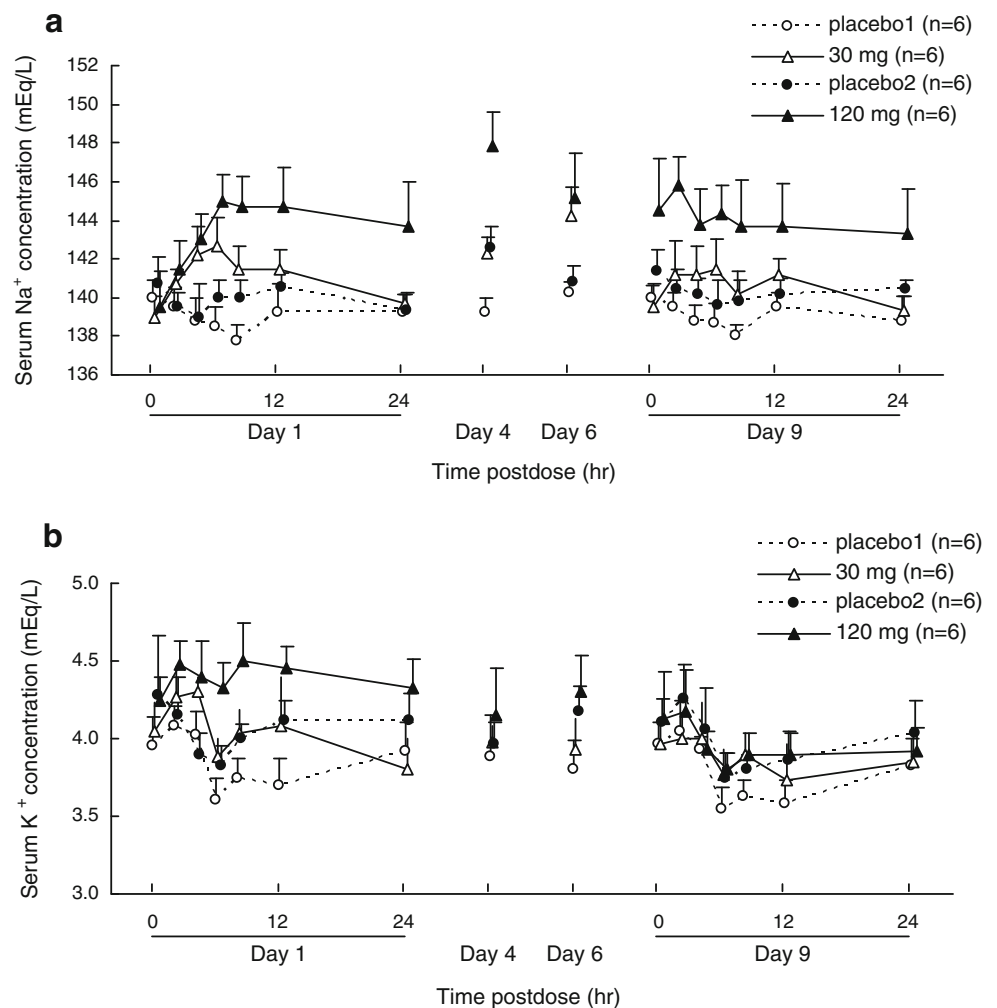 a
placebo1 (n=6)
30 mg (n=6)
placebo2 (n=6)
120 mg (n=6)
Serum Na+ concentration (mEq/L)
152
150
148
146
144
142
140
138
136
0 12 24 0 12 24
Day 1 Day 4 Day 6 Day 9
Time postdose (hr)
b
placebo1 (n=6)
30 mg (n=6)
placebo2 (n=6)
120 mg (n=6)
Serum K+ concentration (mEq/L)
5.0
4.5
4.0
3.5
3.0
0 12 24 0 12 24
Day 1 Day 4 Day 6 Day 9
Time postdose (hr)